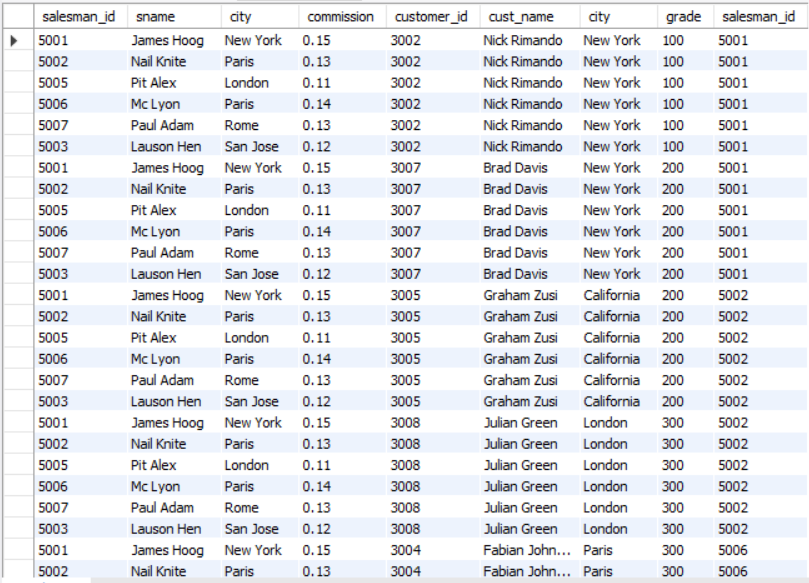 salesman_id sname city commission customer_id cust_name city grade salesman_id
5001 James Hoog New York 0.15 3002 Nick Rimando New York 100 5001
5002 Nail Knite Paris 0.13 3002 Nick Rimando New York 100 5001
5005 Pit Alex London 0.11 3002 Nick Rimando New York 100 5001
5006 Mc Lyon Paris 0.14 3002 Nick Rimando New York 100 5001
5007 Paul Adam Rome 0.13 3002 Nick Rimando New York 100 5001
5003 Lauson Hen San Jose 0.12 3002 Nick Rimando New York 100 5001
5001 James Hoog New York 0.15 3007 Brad Davis New York 200 5001
5002 Nail Knite Paris 0.13 3007 Brad Davis New York 200 5001
5005 Pit Alex London 0.11 3007 Brad Davis New York 200 5001
5006 Mc Lyon Paris 0.14 3007 Brad Davis New York 200 5001
5007 Paul Adam Rome 0.13 3007 Brad Davis New York 200 5001
5003 Lauson Hen San Jose 0.12 3007 Brad Davis New York 200 5001
5001 James Hoog New York 0.15 3005 Graham Zusi California 200 5002
5002 Nail Knite Paris 0.13 3005 Graham Zusi California 200 5002
5005 Pit Alex London 0.11 3005 Graham Zusi California 200 5002
5006 Mc Lyon Paris 0.14 3005 Graham Zusi California 200 5002
5007 Paul Adam Rome 0.13 3005 Graham Zusi California 200 5002
5003 Lauson Hen San Jose 0.12 3005 Graham Zusi California 200 5002
5001 James Hoog New York 0.15 3008 Julian Green London 300 5002
5002 Nail Knite Paris 0.13 3008 Julian Green London 300 5002
5005 Pit Alex London 0.11 3008 Julian Green London 300 5002
5006 Mc Lyon Paris 0.14 3008 Julian Green London 300 5002
5007 Paul Adam Rome 0.13 3008 Julian Green London 300 5002
5003 Lauson Hen San Jose 0.12 3008 Julian Green London 300 5002
5001 James Hoog New York 0.15 3004 Fabian John... Paris 300 5006
5002 Nail Knite Paris 0.13 3004 Fabian John... Paris 300 5006